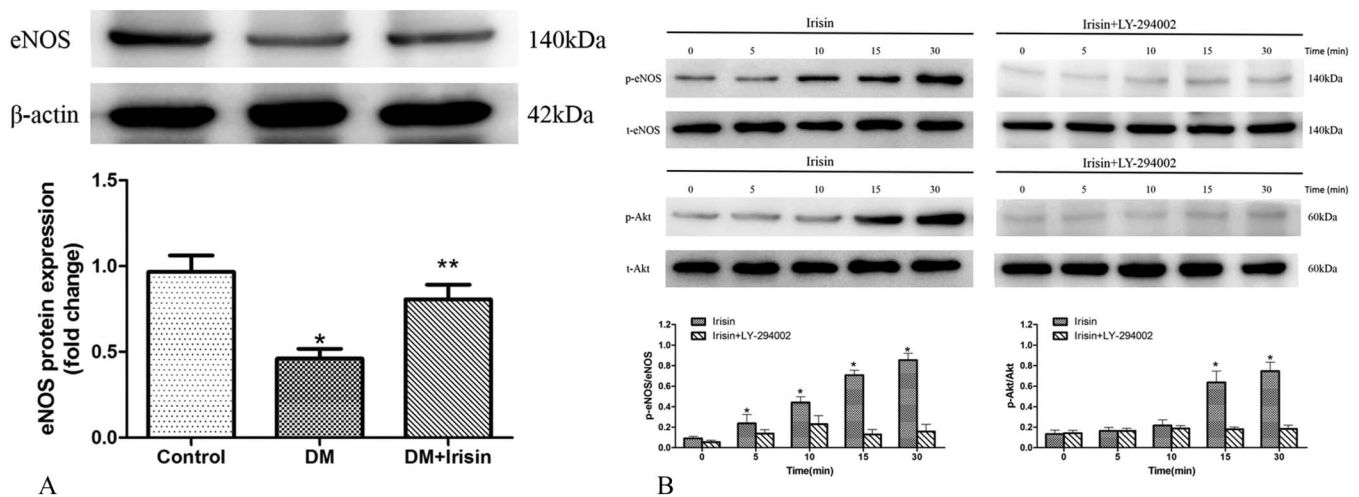 eNOS 140kDa
β-actin 42kDa
eNOS protein expression
(fold change)
1.5
1.0
0.5
0.0
*
**
Control DM DM+Irisin
A
Irisin Irisin+LY-294002
0 5 10 15 30 0 5 10 15 30 Time (min)
p-eNOS 140kDa
t-eNOS 140kDa
Irisin Irisin+LY-294002
0 5 10 15 30 0 5 10 15 30 Time (min)
p-Akt 60kDa
t-Akt 60kDa
p-eNOS/eNOS
1.2
1.0
0.8
0.6
0.4
0.2
0.0
Irisin
Irisin+LY-294002
* * * *
0 5 10 15 30
Time(min)
p-Akt/Akt
1.2
1.0
0.8
0.6
0.4
0.2
0.0
Irisin
Irisin+LY-294002
* *
0 5 10 15 30
Time(min)
B